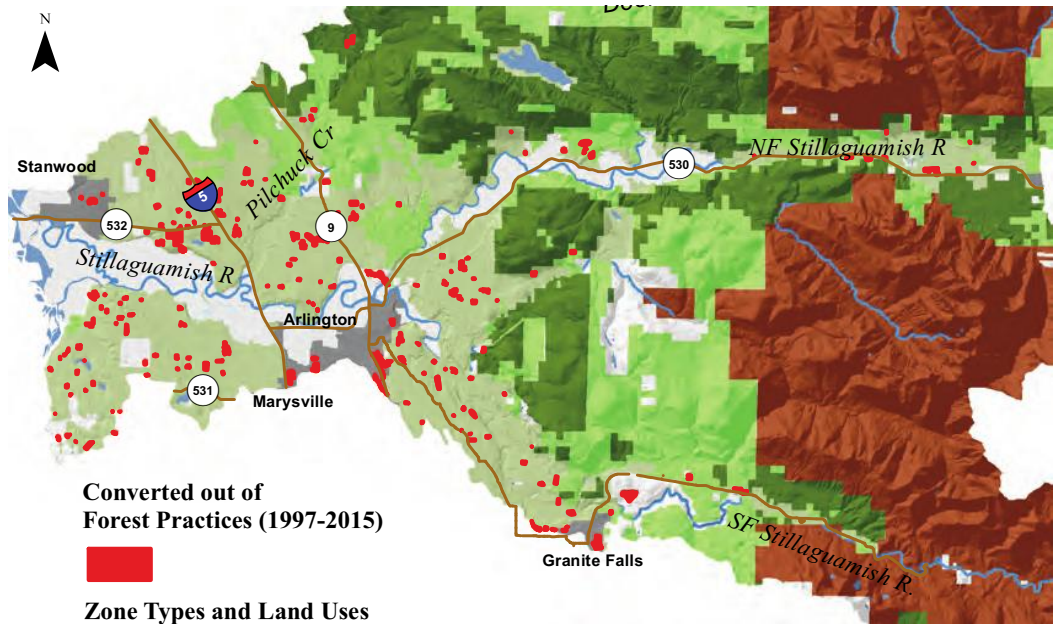 N
Pilchuck Cr
NF Stillaguamish R
530
Stanwood
5
532
9
Stillaguamish R
Arlington
531
Marysville
Converted out of
Forest Practices (1997-2015)
Granite Falls
SF Stillaguamish R.
Zone Types and Land Uses